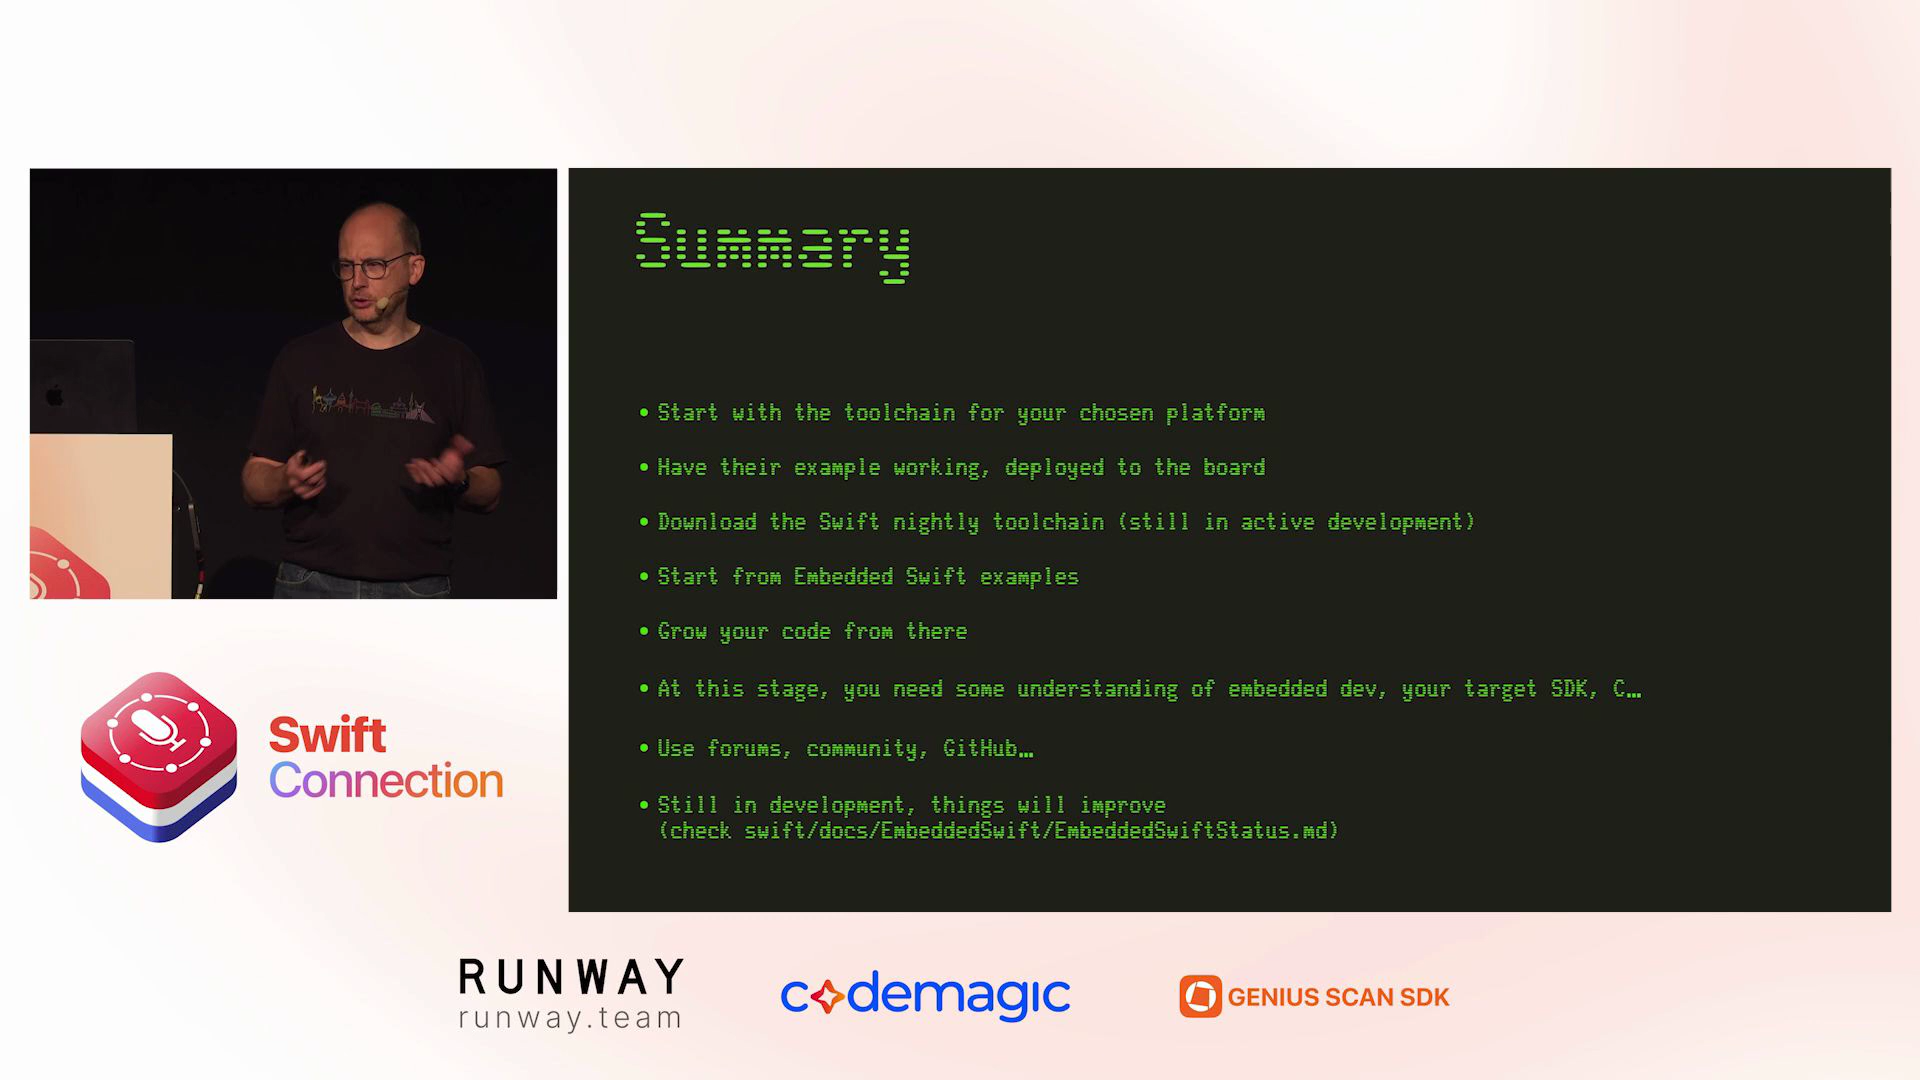 Summary
• Start with the toolchain for your chosen platform
• Have their example working, deployed to the board
• Download the Swift nightly toolchain (still in active development)
• Start from Embedded Swift examples
• Grow your code from there
• At this stage, you need some understanding of embedded dev, your target SDK, C…
• Use forums, community, GitHub…
• Still in development, things will improve
(check swift/docs/EmbeddedSwift/EmbeddedSwiftStatus.md)
Swift
Connection
RUNWAY
runway.team
codemagic
GENIUS SCAN SDK